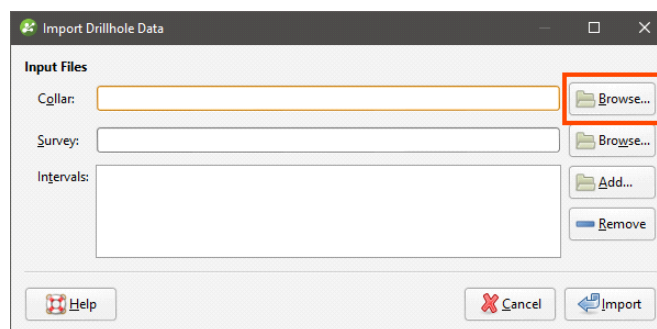 Import Drillhole Data
Input Files
Collar: Browse...
Survey: Browse...
Intervals: Add...
Remove
Help Cancel Import